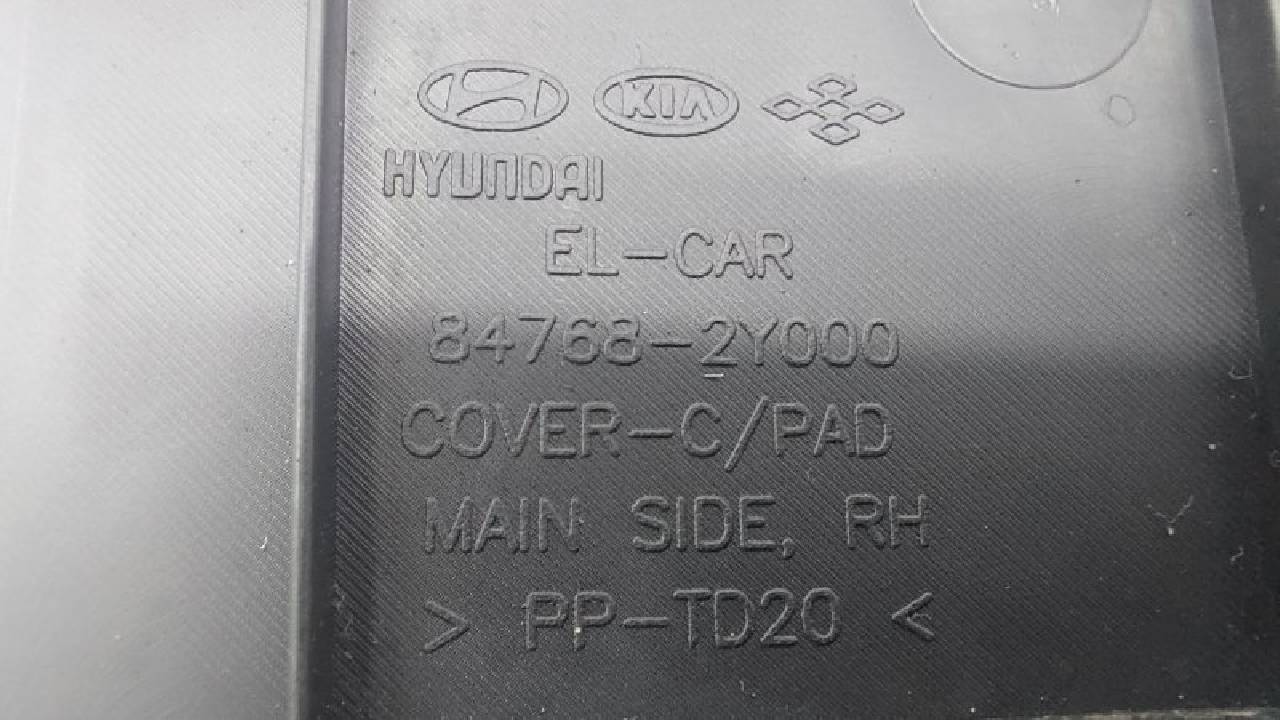 KIA
HYUNDAI
EL-CAR
84768-2Y000
COVER-C/PAD
MAIN SIDE, RH
> PP-TD20 <